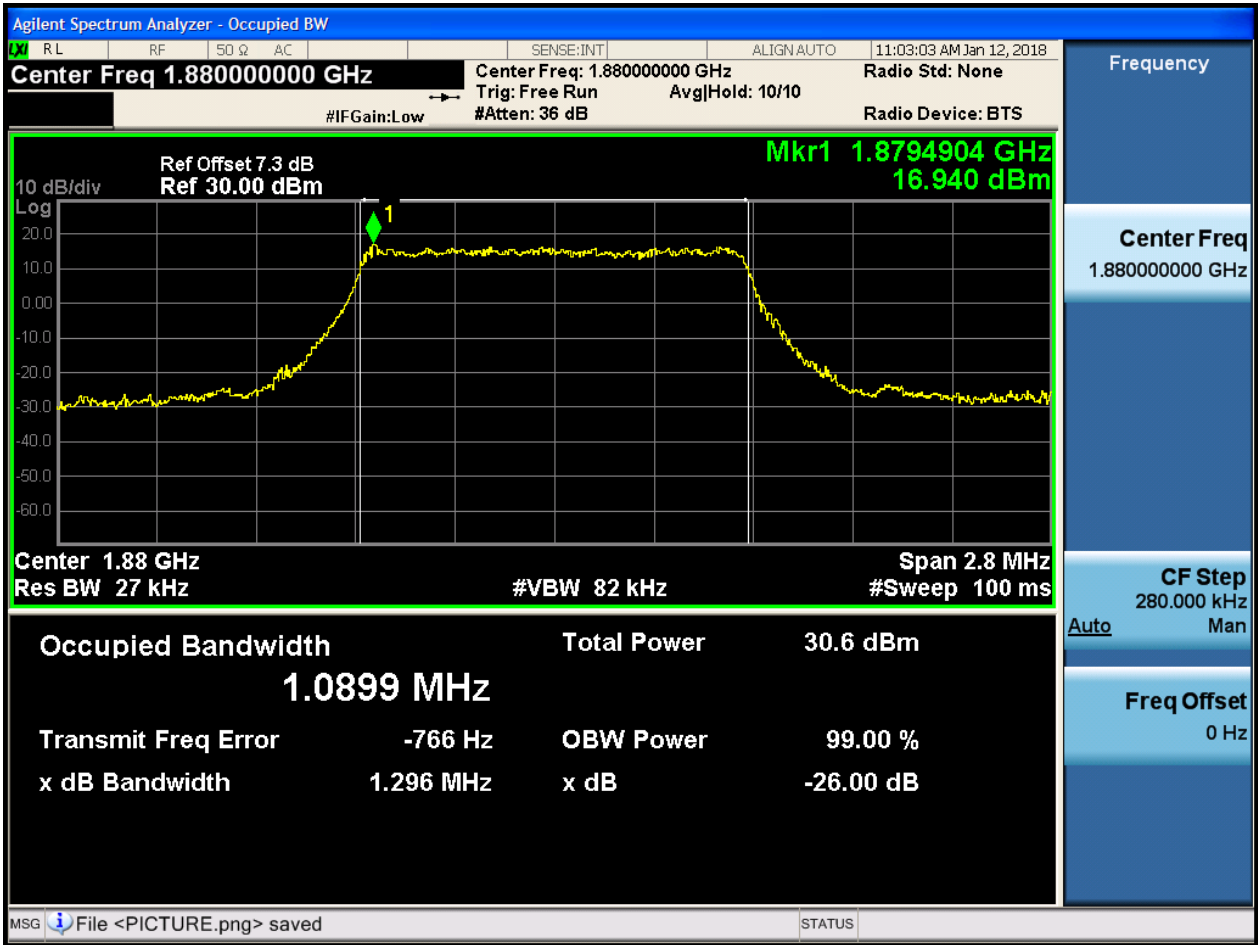 Agilent Spectrum Analyzer - Occupied BW
LXI RL RF 50 Ω AC SENSE:INT ALIGN AUTO 11:03:03 AM Jan 12, 2018
Center Freq 1.880000000 GHz
Center Freq: 1.880000000 GHz Radio Std: None
Trig: Free Run Avg|Hold: 10/10
#IFGain:Low #Atten: 36 dB Radio Device: BTS
Mkr1 1.8794904 GHz
16.940 dBm
Ref Offset 7.3 dB
10 dB/div Ref 30.00 dBm
Log
1
20.0
10.0
0.00
-10.0
-20.0
-30.0
-40.0
-50.0
-60.0
Center 1.88 GHz Span 2.8 MHz
Res BW 27 kHz #VBW 82 kHz #Sweep 100 ms
Occupied Bandwidth Total Power 30.6 dBm
1.0899 MHz
Transmit Freq Error -766 Hz OBW Power 99.00 %
x dB Bandwidth 1.296 MHz x dB -26.00 dB
Frequency
Center Freq
1.880000000 GHz
CF Step
280.000 kHz
Auto Man
Freq Offset
0 Hz
MSG File <PICTURE.png> saved STATUS